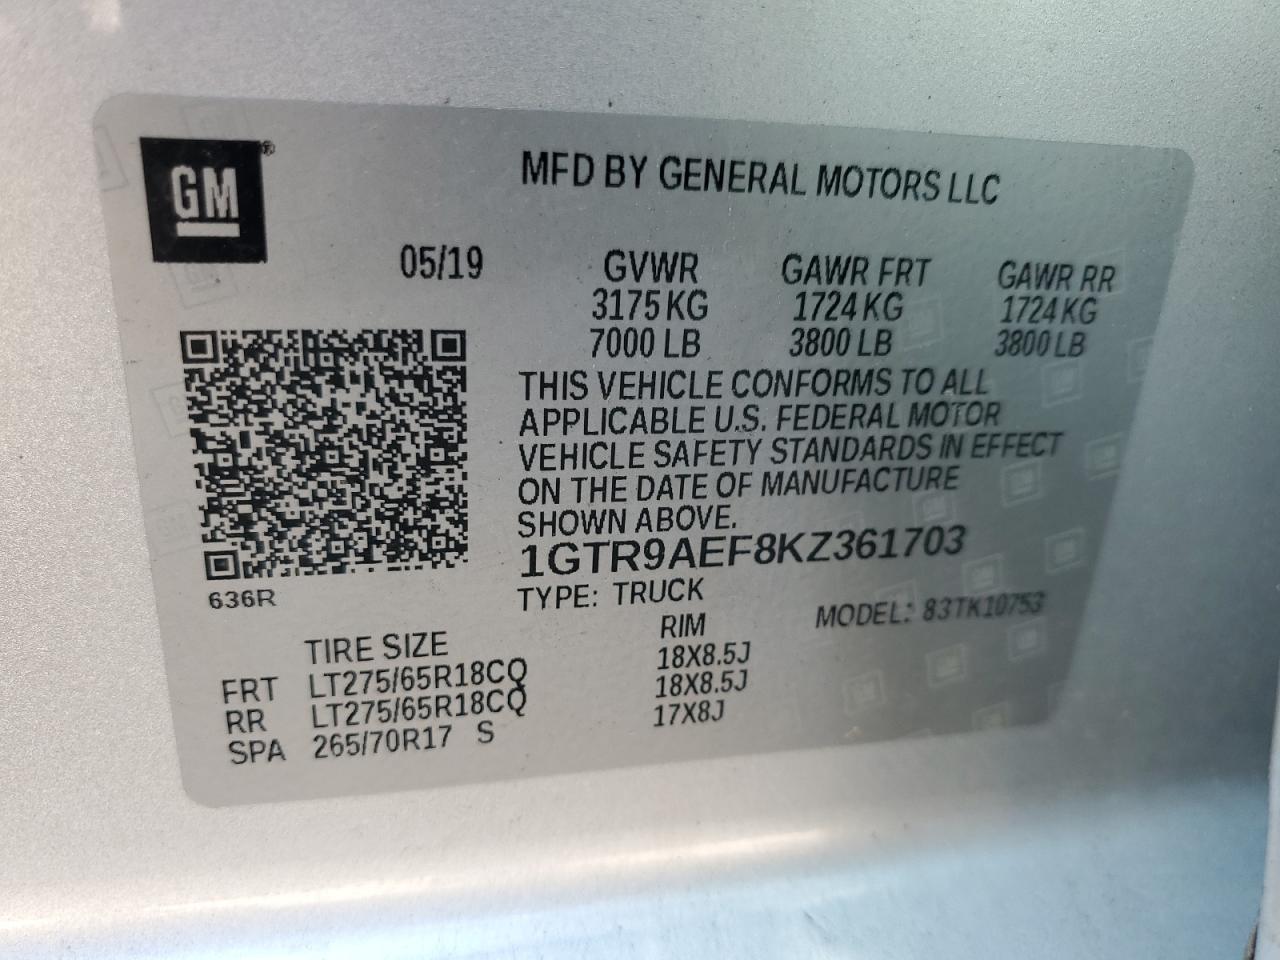 GM®
MFD BY GENERAL MOTORS LLC
05/19
GVWR GAWR FRT GAWR RR
3175 KG 1724 KG 1724 KG
7000 LB 3800 LB 3800 LB
THIS VEHICLE CONFORMS TO ALL
APPLICABLE U.S. FEDERAL MOTOR
VEHICLE SAFETY STANDARDS IN EFFECT
ON THE DATE OF MANUFACTURE
SHOWN ABOVE.
1GTR9AEF8KZ361703
636R
TYPE: TRUCK MODEL: 83TK10753
TIRE SIZE RIM
FRT LT275/65R18CQ 18X8.5J
RR LT275/65R18CQ 18X8.5J
SPA 265/70R17 S 17X8J